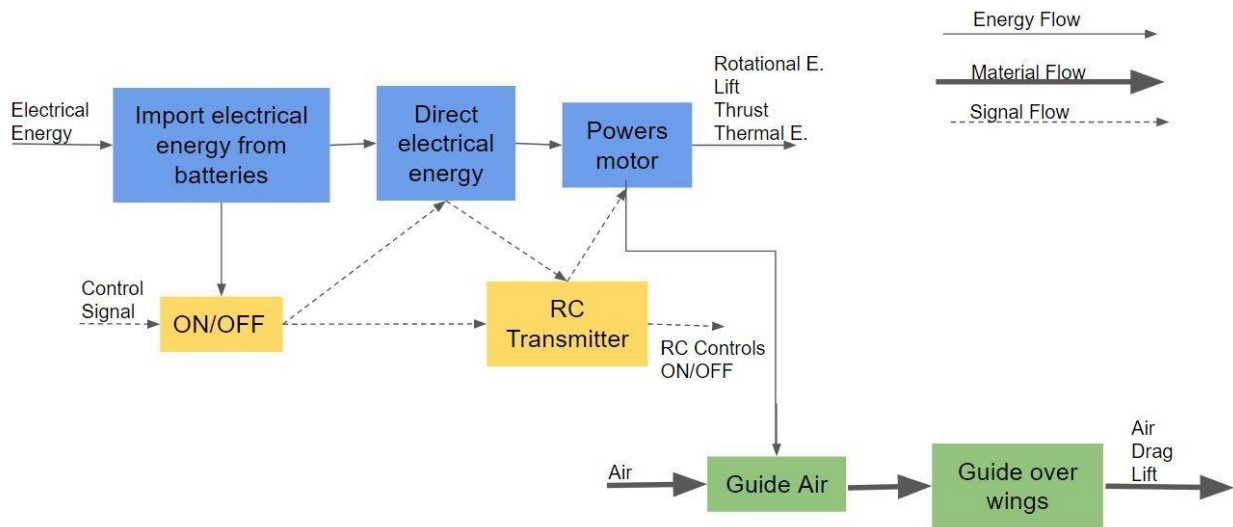 Energy Flow
Material Flow
Signal Flow
Electrical
Energy
Import electrical
energy from
batteries
Direct
electrical
energy
Powers
motor
Rotational E.
Lift
Thrust
Thermal E.
Control
Signal
ON/OFF
RC
Transmitter
RC Controls
ON/OFF
Air
Guide Air
Guide over
wings
Air
Drag
Lift